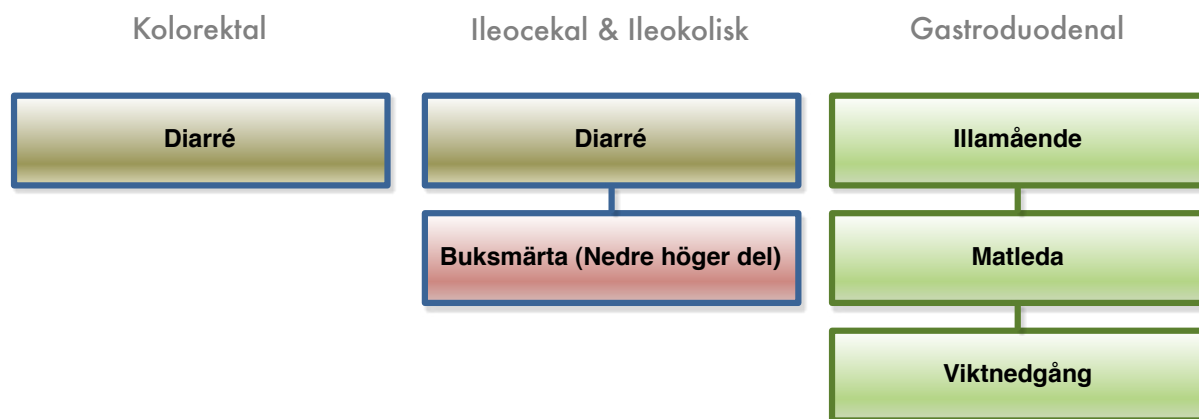 Kolorektal
Ileocekal & Ileokolisk
Gastroduodenal
Diarré
Diarré
Illamående
Buksmärta (Nedre höger del)
Matleda
Viktnedgång